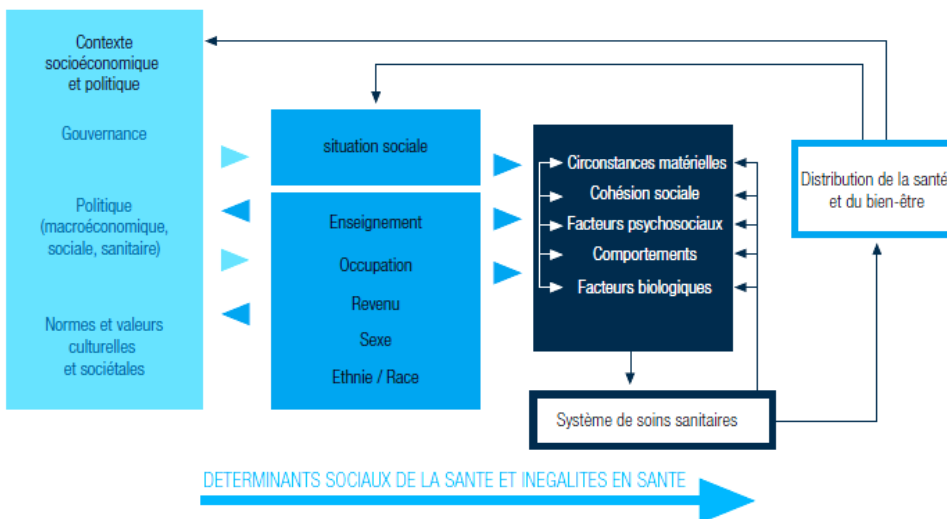 Contexte
socioéconomique
et politique
Gouvernance
Politique
(macroéconomique,
sociale, sanitaire)
Normes et valeurs
culturelles
et sociétales
situation sociale
Enseignement
Occupation
Revenu
Sexe
Ethnie / Race
Circonstances matérielles
Cohésion sociale
Facteurs psychosociaux
Comportements
Facteurs biologiques
Système de soins sanitaires
Distribution de la santé
et du bien-être
DETERMINANTS SOCIAUX DE LA SANTE ET INEGALITES EN SANTE